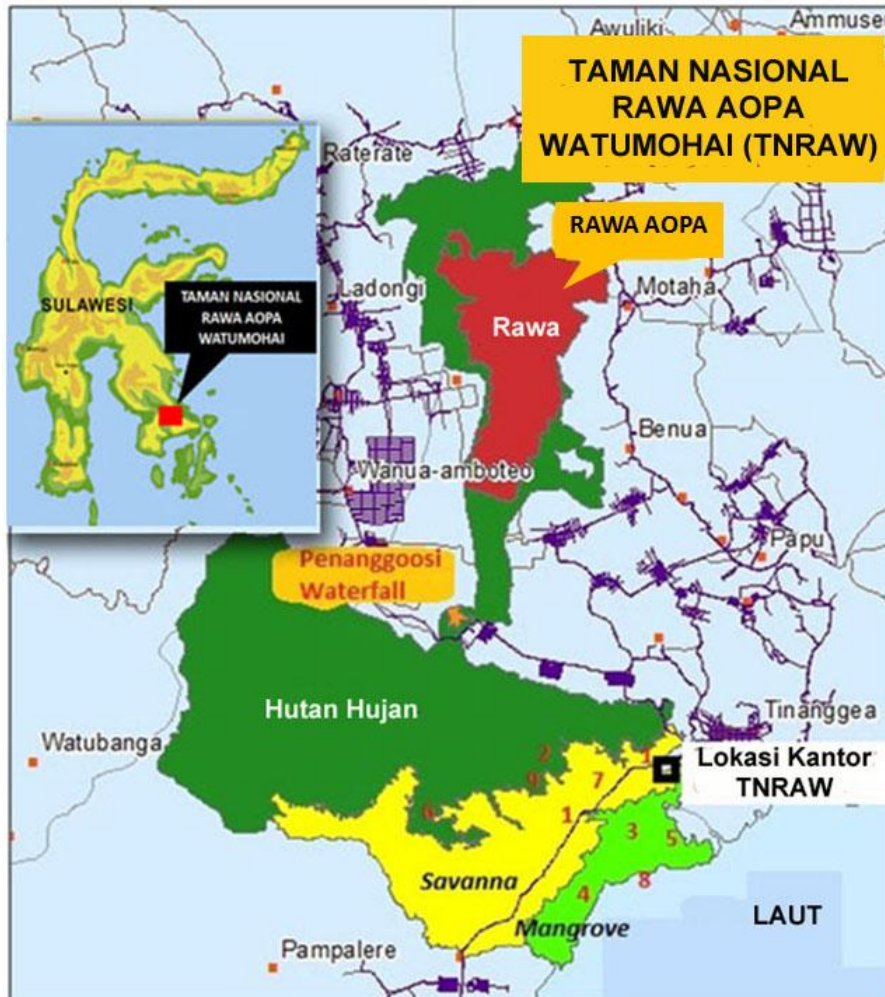 Awuliki
Ammuse
TAMAN NASIONAL
RAWA AOPA
WATUMOHAI (TNRAW)
Raterate
RAWA AOPA
SULAWESI
TAMAN NASIONAL
RAWA AOPA
WATUMOHAI
Ladongi
Motaha
Rawa
Benua
Wanua-amboteo
Papu
Penanggoosi
Waterfall
Hutan Hujan
Tinanggea
Watubanga
Lokasi Kantor
TNRAW
2
1
9
7
6
1
3
5
Savanna
4
8
Mangrove
LAUT
Pampalere